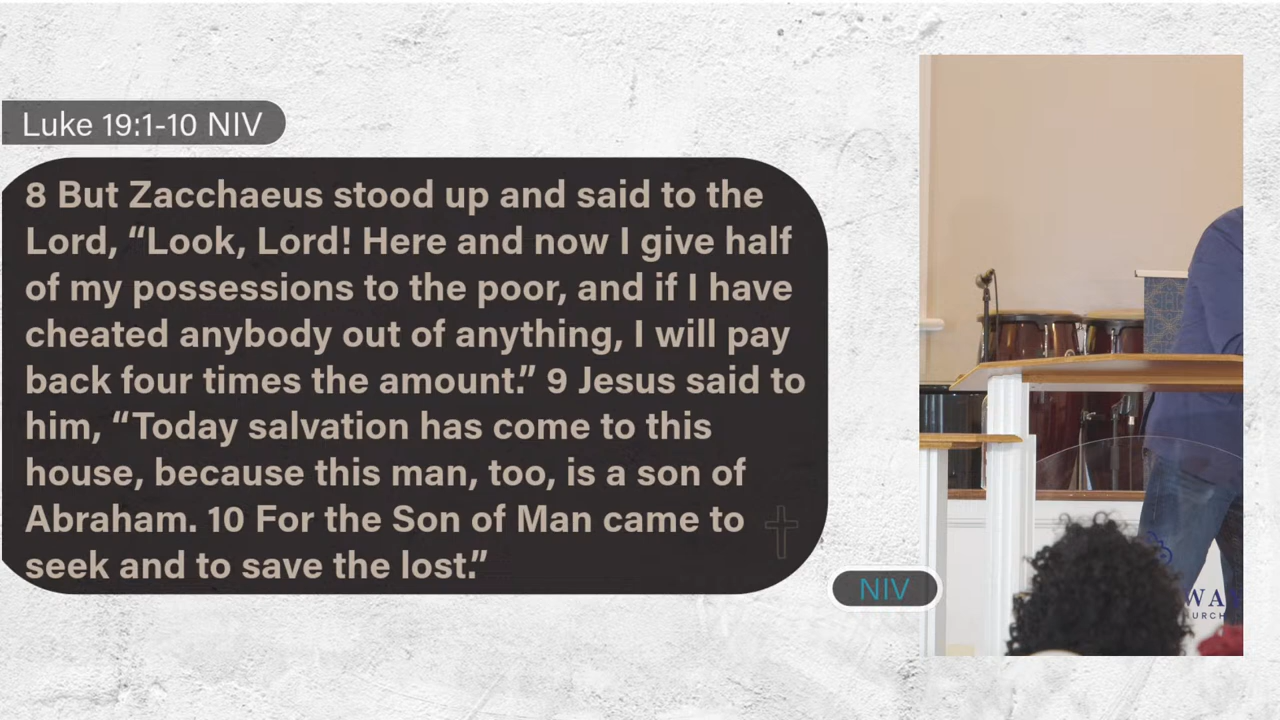 Luke 19:1-10 NIV
8 But Zacchaeus stood up and said to the
Lord, “Look, Lord! Here and now I give half
of my possessions to the poor, and if I have
cheated anybody out of anything, I will pay
back four times the amount.” 9 Jesus said to
him, “Today salvation has come to this
house, because this man, too, is a son of
Abraham. 10 For the Son of Man came to
seek and to save the lost.”
NIV